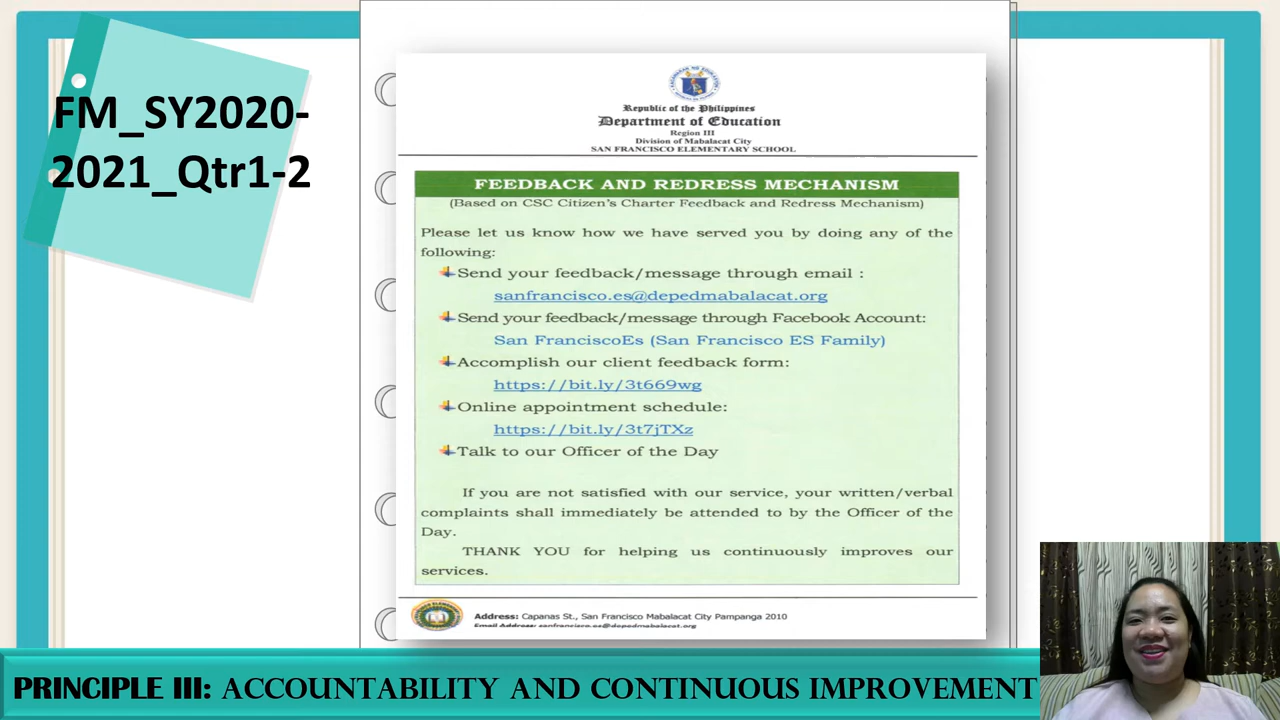 FM_SY2020-
2021_Qtr1-2
Republic of the Philippines
Department of Education
Region III
Division of Mabalacat City
SAN FRANCISCO ELEMENTARY SCHOOL
FEEDBACK AND REDRESS MECHANISM
(Based on CSC Citizen's Charter Feedback and Redress Mechanism)
Please let us know how we have served you by doing any of the
following:
Send your feedback/message through email :
sanfrancisco.es@depedmabalacat.org
Send your feedback/message through Facebook Account:
San FranciscoEs (San Francisco ES Family)
Accomplish our client feedback form:
https://bit.ly/3t669wg
Online appointment schedule:
https://bit.ly/3t7jTXz
Talk to our Officer of the Day
If you are not satisfied with our service, your written/verbal
complaints shall immediately be attended to by the Officer of the
Day.
THANK YOU for helping us continuously improves our
services.
Address: Capanas St., San Francisco Mabalacat City Pampanga 2010
Email Address: sanfrancisco.es@depedmabalacat.org
PRINCIPLE III: ACCOUNTABILITY AND CONTINUOUS IMPROVEMENT